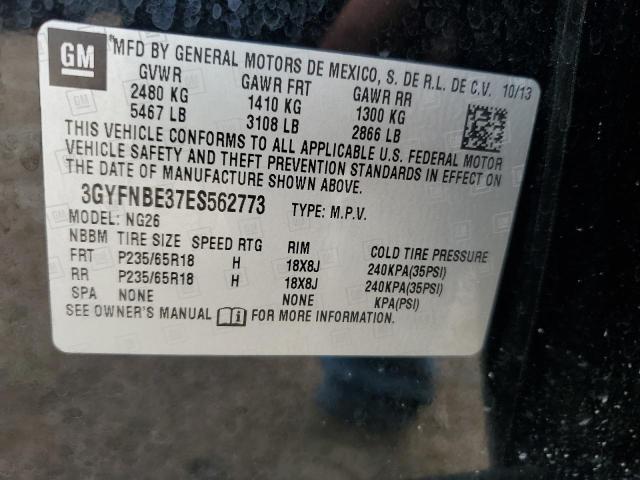 GM
MFD BY GENERAL MOTORS DE MEXICO, S. DE R.L. DE C.V. 10/13
GVWR GAWR FRT GAWR RR
2480 KG 1410 KG 1300 KG
5467 LB 3108 LB 2866 LB
THIS VEHICLE CONFORMS TO ALL APPLICABLE U.S. FEDERAL MOTOR
VEHICLE SAFETY AND THEFT PREVENTION STANDARDS IN EFFECT ON
THE DATE OF MANUFACTURE SHOWN ABOVE.
3GYFNBE37ES562773 TYPE: M.P.V.
MODEL: NG26
NBBM TIRE SIZE SPEED RTG RIM COLD TIRE PRESSURE
FRT P235/65R18 H 18X8J 240KPA(35PSI)
RR P235/65R18 H 18X8J 240KPA(35PSI)
SPA NONE NONE KPA(PSI)
SEE OWNER'S MANUAL FOR MORE INFORMATION.